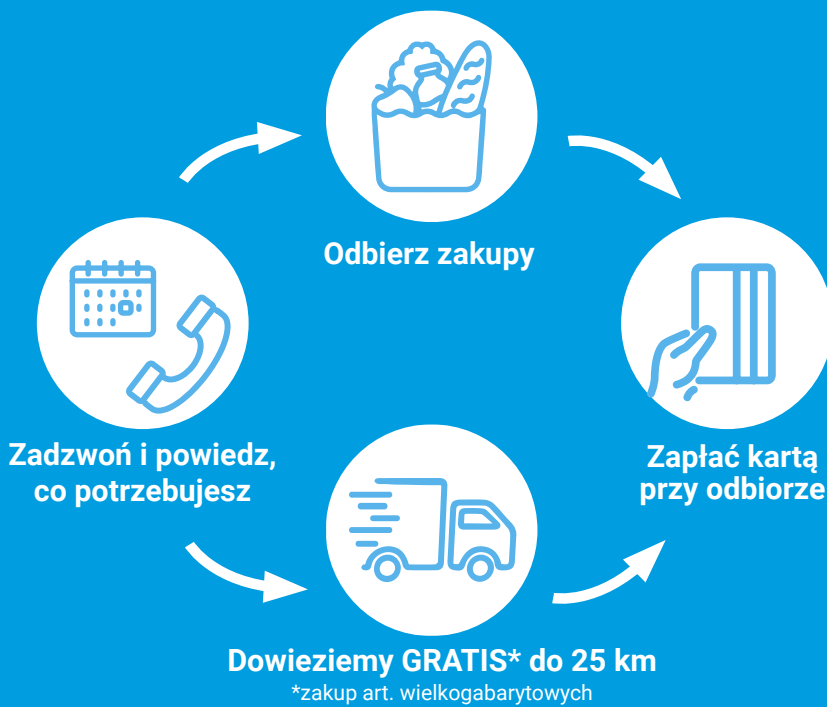 Odbierz zakupy
Zadzwoń i powiedz,
co potrzebujesz
Zapłać kartą
przy odbiorze
Dowieziemy GRATIS* do 25 km
*zakup art. wielkogabarytowych